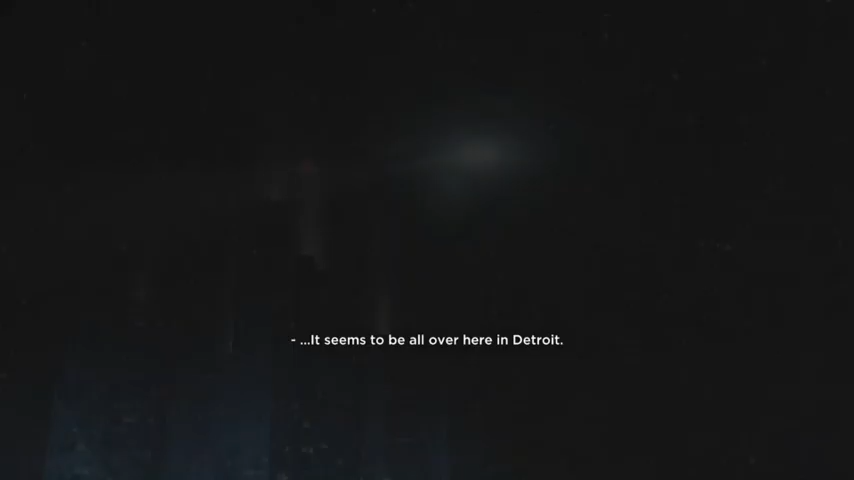 - ...It seems to be all over here in Detroit.